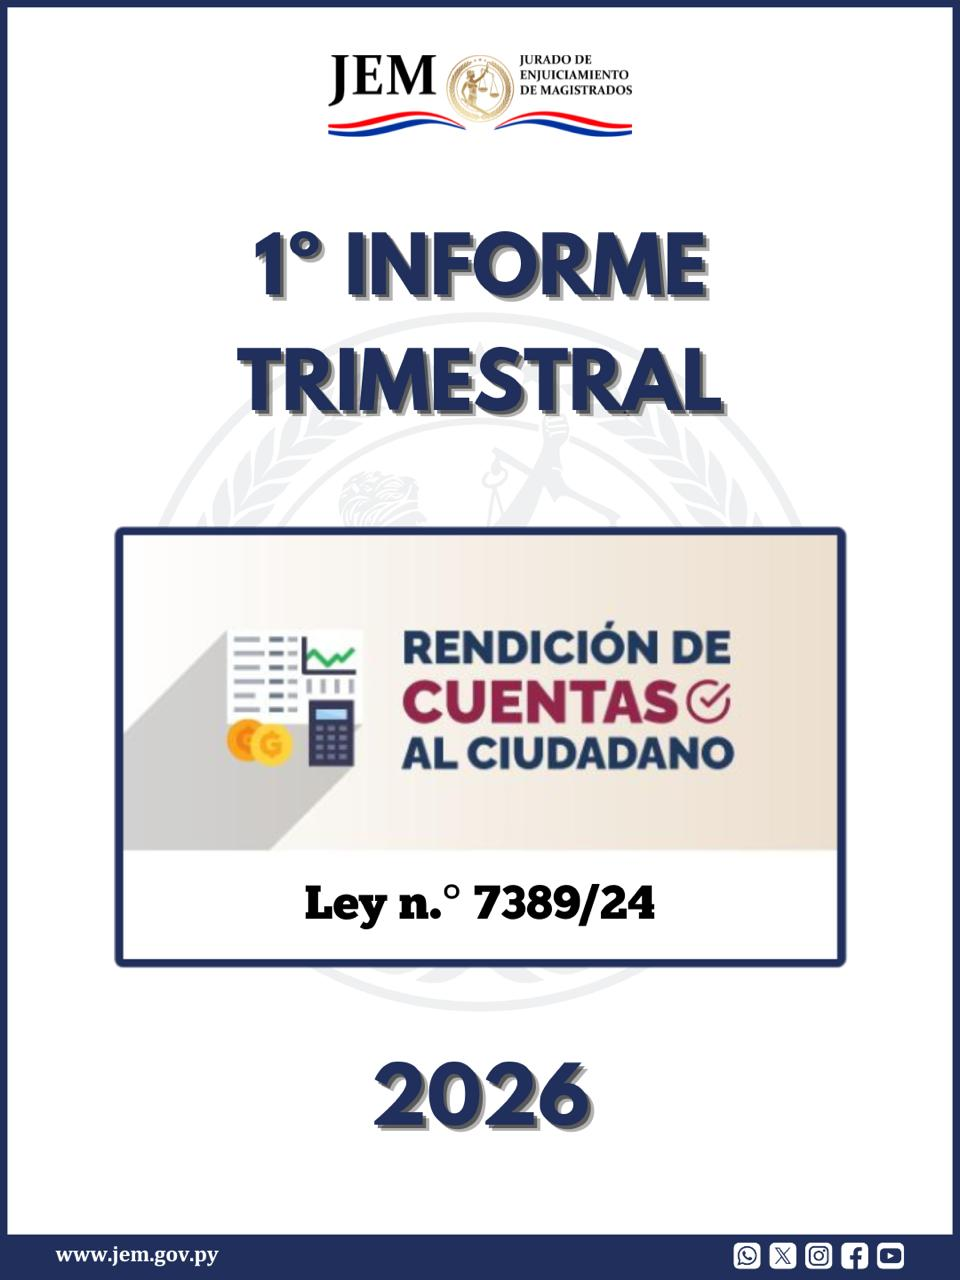 JEM
JURADO DE
ENJUICIAMIENTO
DE MAGISTRADOS
1º INFORME
TRIMESTRAL
RENDICIÓN DE
CUENTAS
AL CIUDADANO
G
Ley n.° 7389/24
2026
www.jem.gov.py